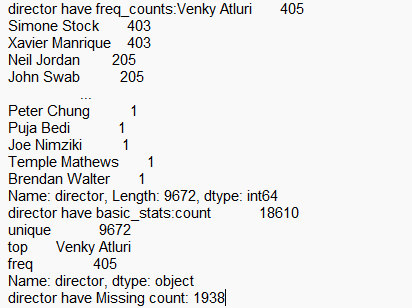 director have freq_counts:Venky Atluri 405
Simone Stock 403
Xavier Manrique 403
Neil Jordan 205
John Swab 205
...
Peter Chung 1
Puja Bedi 1
Joe Nimziki 1
Temple Mathews 1
Brendan Walter 1
Name: director, Length: 9672, dtype: int64
director have basic_stats:count 18610
unique 9672
top Venky Atluri
freq 405
Name: director, dtype: object
director have Missing count: 1938